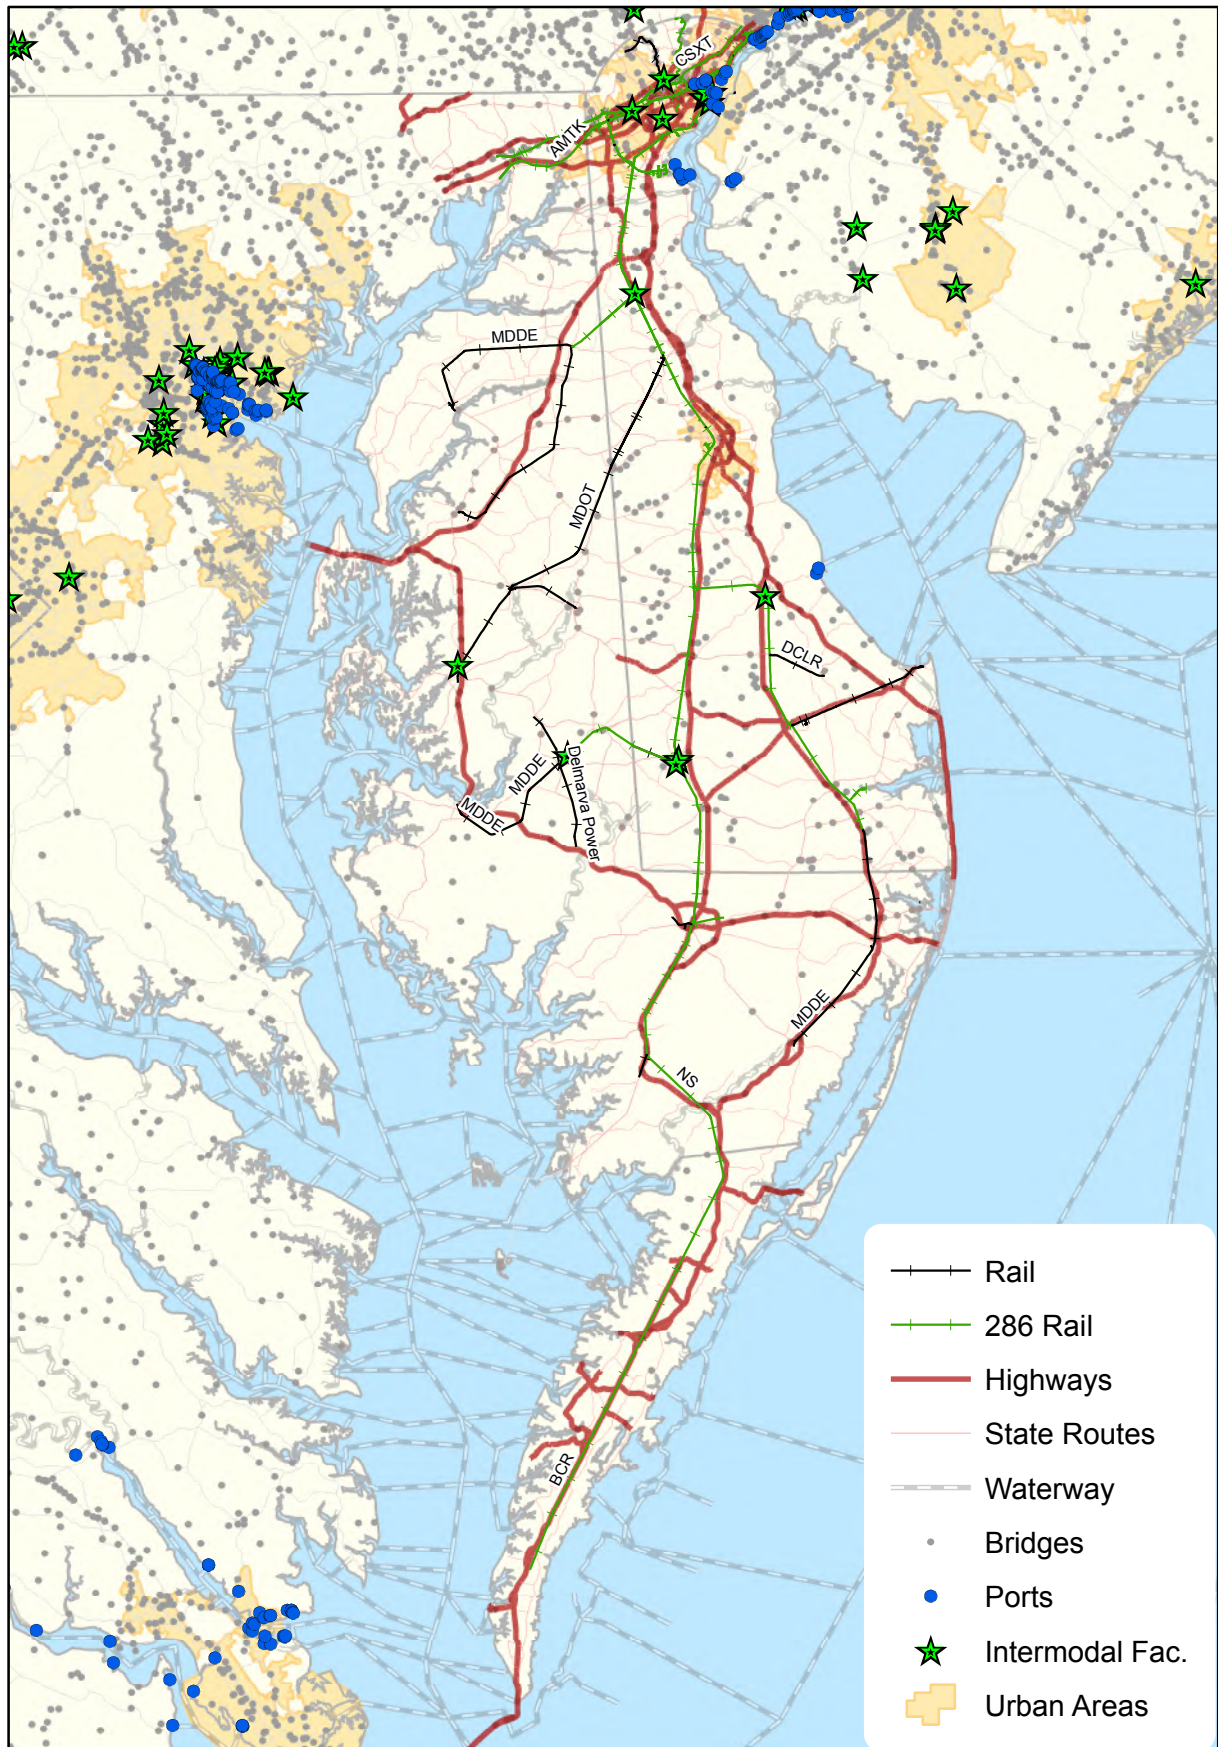 CSXT
AMTK
MDDE
MDOT
DCLR
MDDE
Delmarva Power
MDDE
MDDE
NS
BCR
Rail
286 Rail
Highways
State Routes
Waterway
Bridges
Ports
Intermodal Fac.
Urban Areas